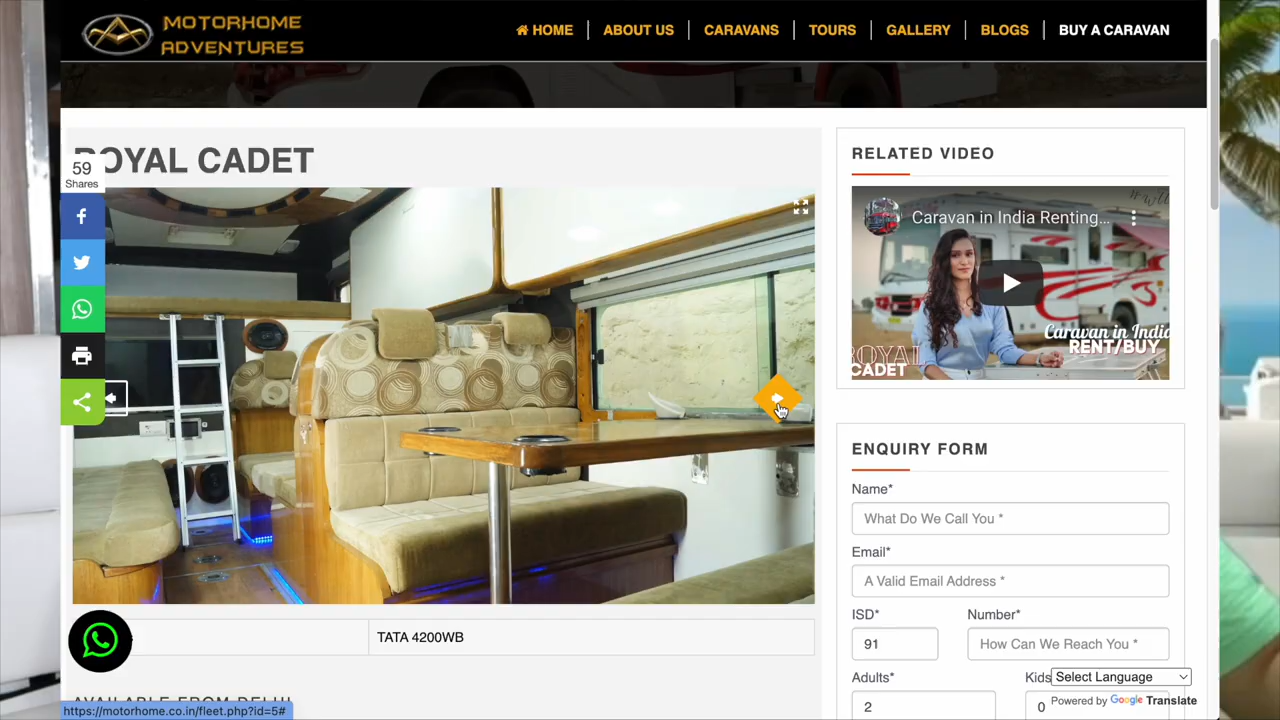 MOTORHOME
ADVENTURES
HOME
ABOUT US
CARAVANS
TOURS
GALLERY
BLOGS
BUY A CARAVAN
OYAL CADET
59
Shares
TATA 4200WB
https://motorhome.co.in/fleet.php?id=5#
RELATED VIDEO
Caravan in India Renting...
Caravan in India
RENT/BUY
ROYAL
CADET
ENQUIRY FORM
Name*
What Do We Call You *
Email*
A Valid Email Address *
ISD*
Number*
91
How Can We Reach You *
Adults*
Kids
2
0
Select Language
Powered by Google Translate